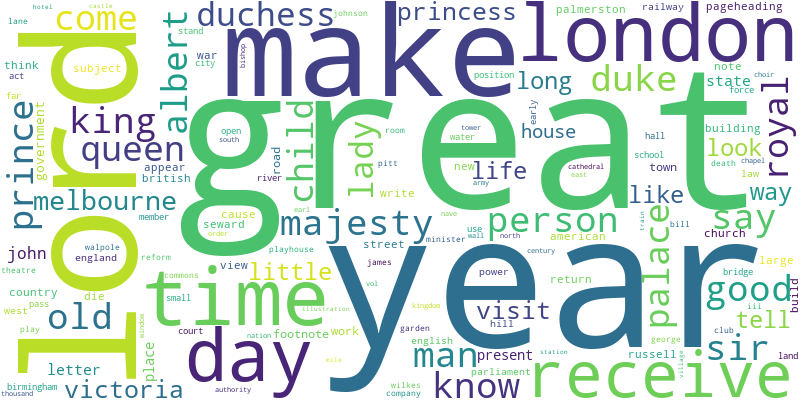 hotel castle
lane johnson
come duchess princess palmerston railway pageheading
stand
make london
think subject albert war city bishop position long duke note choir
act state force
far
lord great
king open child room tower early house building royal
queen south road water hall look
government pitt new school death chapel
prince appear lady life cathedral town law way
british river write army east like
melbourne earl person say
member cause majesty nave use train bill
seward order street wall north american palace church
john walpole playhouse minister century large
england view james power bridge
theatre reform commons little year return good
country die time vol kingdom visit iii build
small illustration tell
west pass old footnote work garden hill george
play window court english club sir
place nation day man present russell
letter mile station village land
birmingham victoria know parliament receive
thousand authority wilkes
company